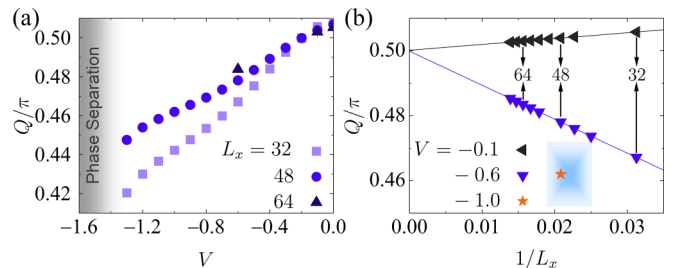 (a)
0.50
0.48
0.46
0.44
0.42
Q/π
Phase Separation
L_x = 32
48
64
−1.6 −1.2 −0.8 −0.4 0.0
V
(b)
0.50
0.48
0.46
Q/π
64 48 32
V = −0.1
− 0.6
− 1.0
0.00 0.01 0.02 0.03
1/L_x